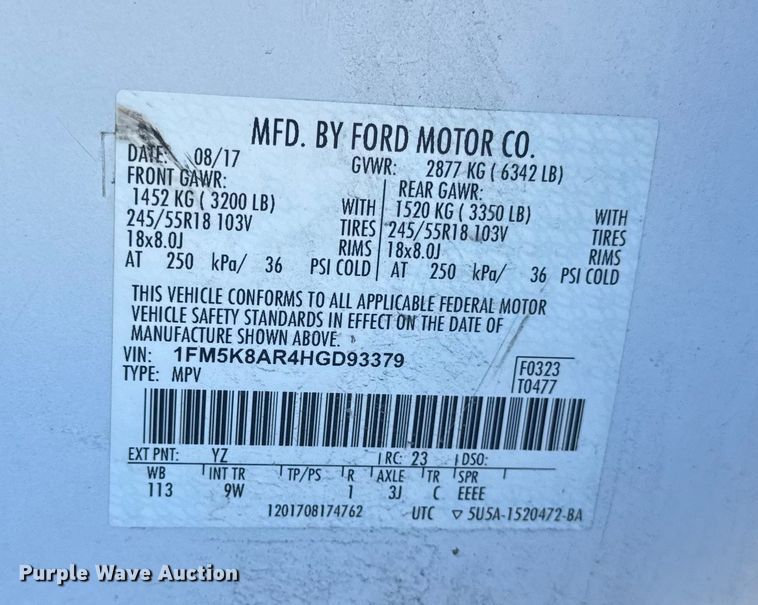 MFD. BY FORD MOTOR CO.
DATE: 08/17 GVWR: 2877 KG ( 6342 LB)
FRONT GAWR: REAR GAWR:
1452 KG ( 3200 LB) WITH 1520 KG ( 3350 LB) WITH
245/55R18 103V TIRES 245/55R18 103V TIRES
18x8.0J RIMS 18x8.0J RIMS
AT 250 kPa/ 36 PSI COLD AT 250 kPa/ 36 PSI COLD
THIS VEHICLE CONFORMS TO ALL APPLICABLE FEDERAL MOTOR
VEHICLE SAFETY STANDARDS IN EFFECT ON THE DATE OF
MANUFACTURE SHOWN ABOVE.
VIN: 1FM5K8AR4HGD93379
TYPE: MPV
F0323
T0477
EXT PNT: YZ RC: 23 DSO:
WB INT TR TP/PS R AXLE TR SPR
113 9W 1 3J C EEEE
1201708174762 UTC ▽ 5U5A-1520472-BA
Purple Wave Auction